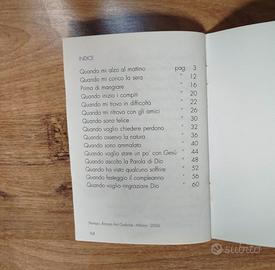 INDICE
Quando mi alzo al mattino pag. 3
Quando mi corico la sera " 12
Prima di mangiare " 16
Quando inizio i compiti " 20
Quando mi trovo in difficoltà " 22
Quando mi ritrovo con gli amici " 26
Quando sono felice " 30
Quando voglio chiedere perdono " 32
Quando osservo la natura " 36
Quando sono ammalato " 40
Quando voglio stare un po' con Gesù " 44
Quando ascolto la Parola di Dio " 48
Quando ho visto qualcuno soffrire " 52
Quando festeggio il compleanno " 56
Quando voglio ringraziare Dio " 60
Milano 2000
64
subito